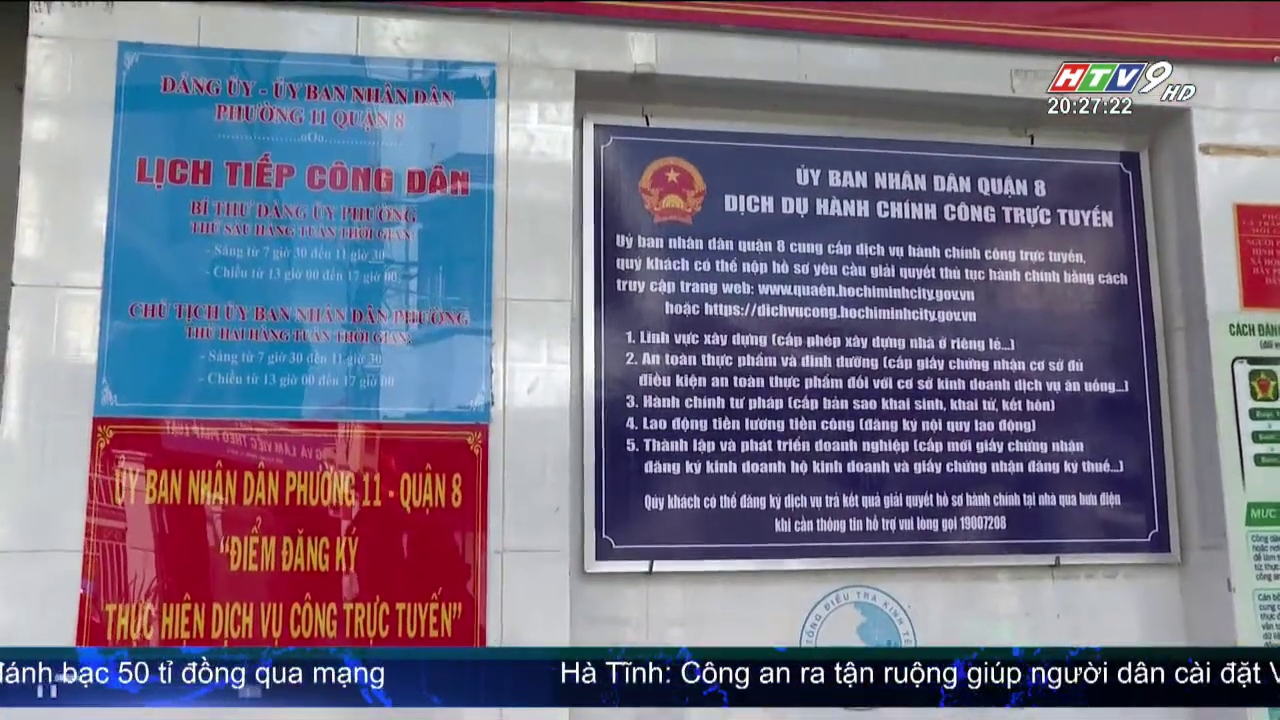 HTV9 HD
20:27:22
ĐẢNG ỦY - ỦY BAN NHÂN DÂN
PHƯỜNG 11 QUẬN 8
oOo
LỊCH TIẾP CÔNG DÂN
BÍ THƯ ĐẢNG ỦY PHƯỜNG
THỨ SÁU HÀNG TUẦN THỜI GIAN:
- Sáng từ 7 giờ 30 đến 11 giờ 30
- Chiều từ 13 giờ 00 đến 17 giờ 00
CHỦ TỊCH ỦY BAN NHÂN DÂN PHƯỜNG
THỨ HAI HÀNG TUẦN THỜI GIAN:
- Sáng từ 7 giờ 30 đến 11 giờ 30
- Chiều từ 13 giờ 00 đến 17 giờ 00
ỦY BAN NHÂN DÂN PHƯỜNG 11 - QUẬN 8
“ĐIỂM ĐĂNG KÝ
THỰC HIỆN DỊCH VỤ CÔNG TRỰC TUYẾN”
ỦY BAN NHÂN DÂN QUẬN 8
DỊCH DỤ HÀNH CHÍNH CÔNG TRỰC TUYẾN
Uỷ ban nhân dân quận 8 cung cấp dịch vụ hành chính công trực tuyến,
quý khách có thể nộp hồ sơ yêu cầu giải quyết thủ tục hành chính bằng cách
truy cập trang web: www.quaen.hochiminhcity.gov.vn
hoặc https://dichvucong.hochiminhcity.gov.vn
1. Lĩnh vực xây dựng (cấp phép xây dựng nhà ở riêng lẻ...)
2. An toàn thực phẩm và dinh dưỡng (cấp giấy chứng nhận cơ sở đủ
điều kiện an toàn thực phẩm đối với cơ sở kinh doanh dịch vụ ăn uống...)
3. Hành chính tư pháp (cấp bản sao khai sinh, khai tử, kết hôn)
4. Lao động tiền lương tiền công (đăng ký nội quy lao động)
5. Thành lập và phát triển doanh nghiệp (cấp mới giấy chứng nhận
đăng ký kinh doanh hộ kinh doanh và giấy chứng nhận đăng ký thuế...)
Qúy khách có thể đăng ký dịch vụ trả kết quả giải quyết hồ sơ hành chính tại nhà qua bưu điện
khi cần thông tin hỗ trợ vui lòng gọi 19007208
TỔNG ĐIỀU TRA KINH TẾ
CÁCH ĐĂNG
MỤC
đánh bạc 50 tỉ đồng qua mạng
Hà Tĩnh: Công an ra tận ruộng giúp người dân cài đặt V